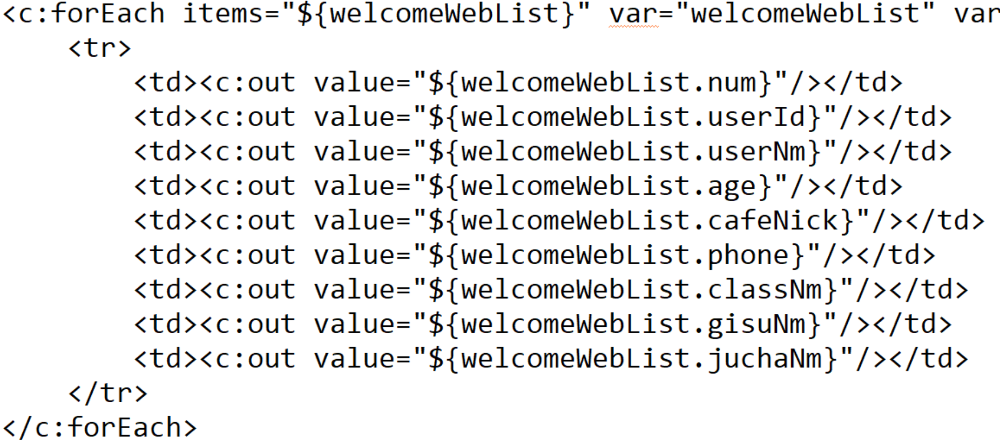 <c:forEach items="${welcomeWebList}" var="welcomeWebList" var
<tr>
<td><c:out value="${welcomeWebList.num}"/></td>
<td><c:out value="${welcomeWebList.userId}"/></td>
<td><c:out value="${welcomeWebList.userNm}"/></td>
<td><c:out value="${welcomeWebList.age}"/></td>
<td><c:out value="${welcomeWebList.cafeNick}"/></td>
<td><c:out value="${welcomeWebList.phone}"/></td>
<td><c:out value="${welcomeWebList.classNm}"/></td>
<td><c:out value="${welcomeWebList.gisuNm}"/></td>
<td><c:out value="${welcomeWebList.juchaNm}"/></td>
</tr>
</c:forEach>